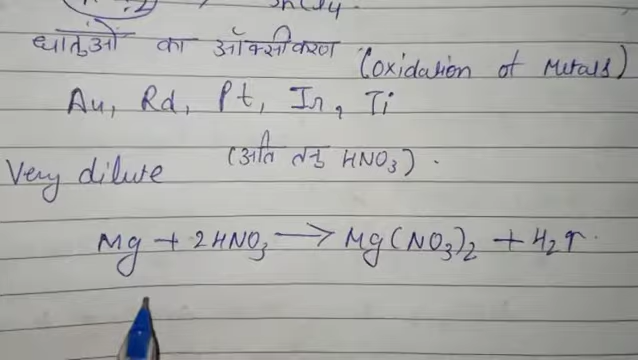 धातुओं का ऑक्सीकरण (Oxidation of Metals)
Au, Rd, Pt, In, Ti
Very dilute (अति तनु HNO3).
Mg + 2HNO3 → Mg(NO3)2 + H2↑.